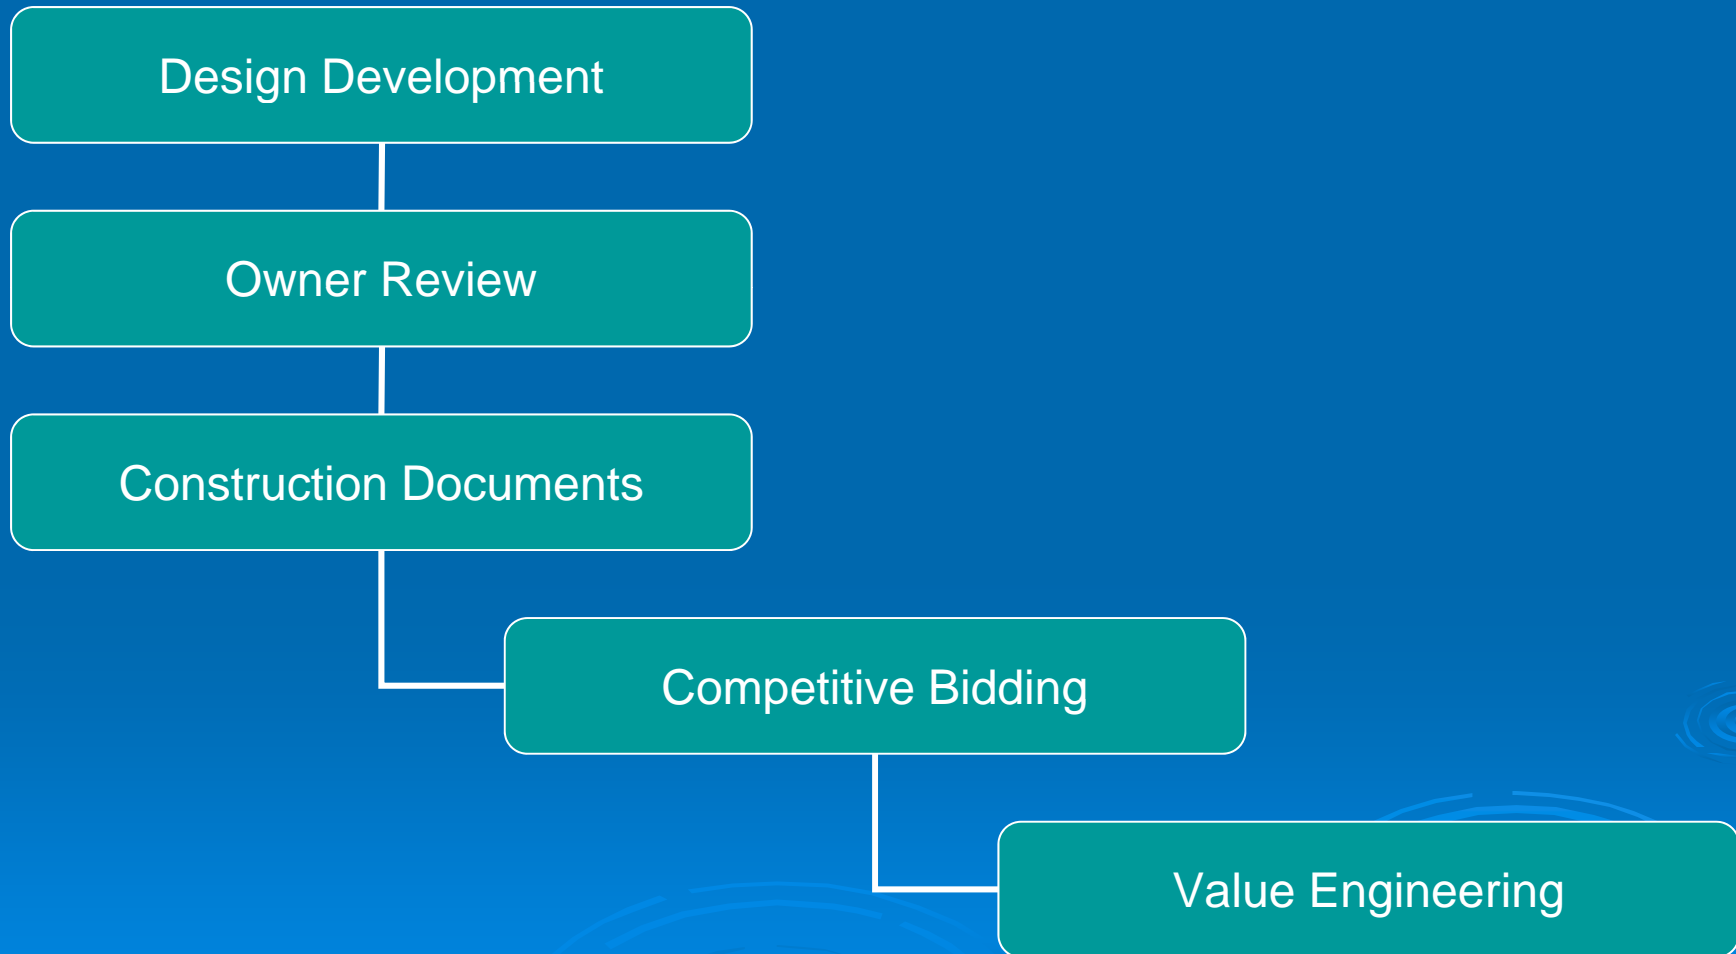 Design Development
Owner Review
Construction Documents
Competitive Bidding
Value Engineering